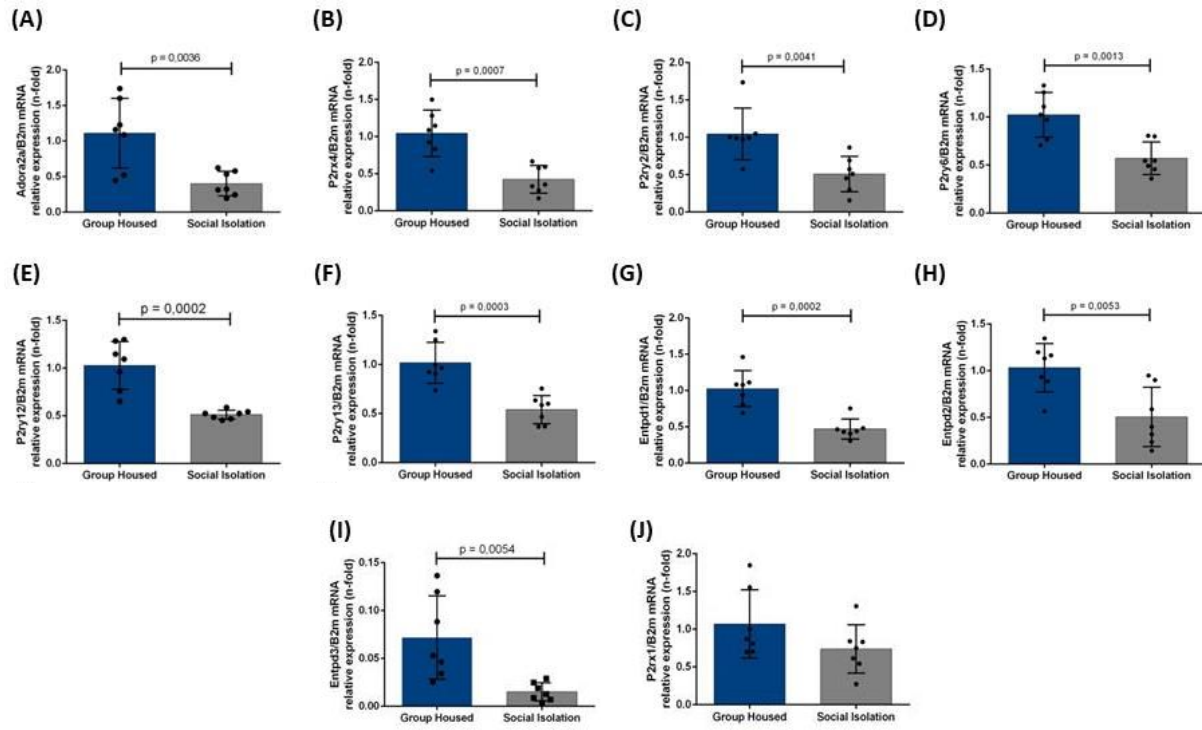 (A)
p = 0,0036
Adora2a/B2m mRNA
relative expression (n-fold)
2.0
1.5
1.0
0.5
0.0
Group Housed Social Isolation
(B)
p = 0,0007
P2rx4/B2m mRNA
relative expression (n-fold)
2.0
1.5
1.0
0.5
0.0
Group Housed Social Isolation
(C)
p = 0,0041
P2ry2/B2m mRNA
relative expression (n-fold)
2.0
1.5
1.0
0.5
0.0
Group Housed Social Isolation
(D)
p = 0,0013
P2ry6/B2m mRNA
relative expression (n-fold)
1.5
1.0
0.5
0.0
Group Housed Social Isolation
(E)
p = 0,0002
P2ry12/B2m mRNA
relative expression (n-fold)
1.5
1.0
0.5
0.0
Group Housed Social Isolation
(F)
p = 0,0003
P2ry13/B2m mRNA
relative expression (n-fold)
1.5
1.0
0.5
0.0
Group Housed Social Isolation
(G)
p = 0,0002
Entpd1/B2m mRNA
relative expression (n-fold)
2.0
1.5
1.0
0.5
0.0
Group Housed Social Isolation
(H)
p = 0,0053
Entpd2/B2m mRNA
relative expression (n-fold)
1.5
1.0
0.5
0.0
Group Housed Social Isolation
(I)
p = 0,0054
Entpd3/B2m mRNA
relative expression (n-fold)
0.15
0.10
0.05
0.00
Group Housed Social Isolation
(J)
P2rx1/B2m mRNA
relative expression (n-fold)
2.0
1.5
1.0
0.5
0.0
Group Housed Social Isolation